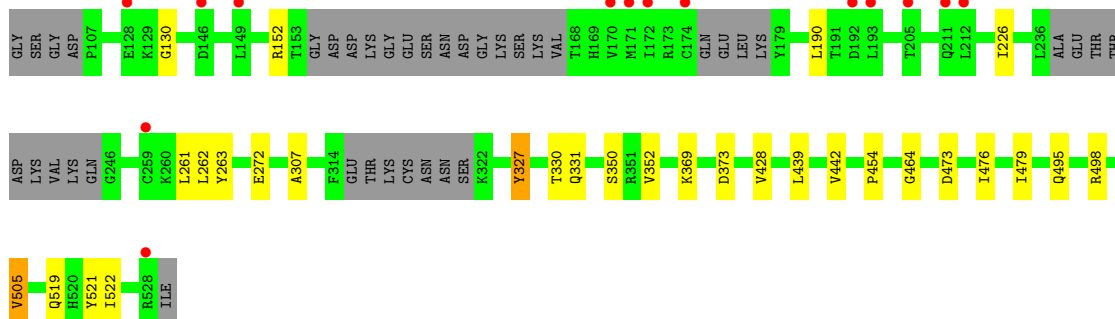 GLY SER GLY ASP P107 E128 K129 G130 D146 L149 R152 T153 GLY ASP ASP LYS GLY GLU SER ASN ASP GLY LYS SER LYS VAL T168 H169 V170 M171 I172 R173 C174 GLN GLU LEU LYS Y179 L190 T191 D192 L193 T205 Q211 L212 I226 L236 ALA GLU THR THR
ASP LYS VAL LYS GLN G246 C259 K260 L261 L262 Y263 E272 A307 F314 GLU THR LYS CYS ASN ASN SER K322 Y327 T330 Q331 S350 R351 V352 K369 D373 V428 L439 V442 P454 G464 D473 I476 I479 Q495 R498
V505 Q519 H520 Y521 I522 R528 ILE